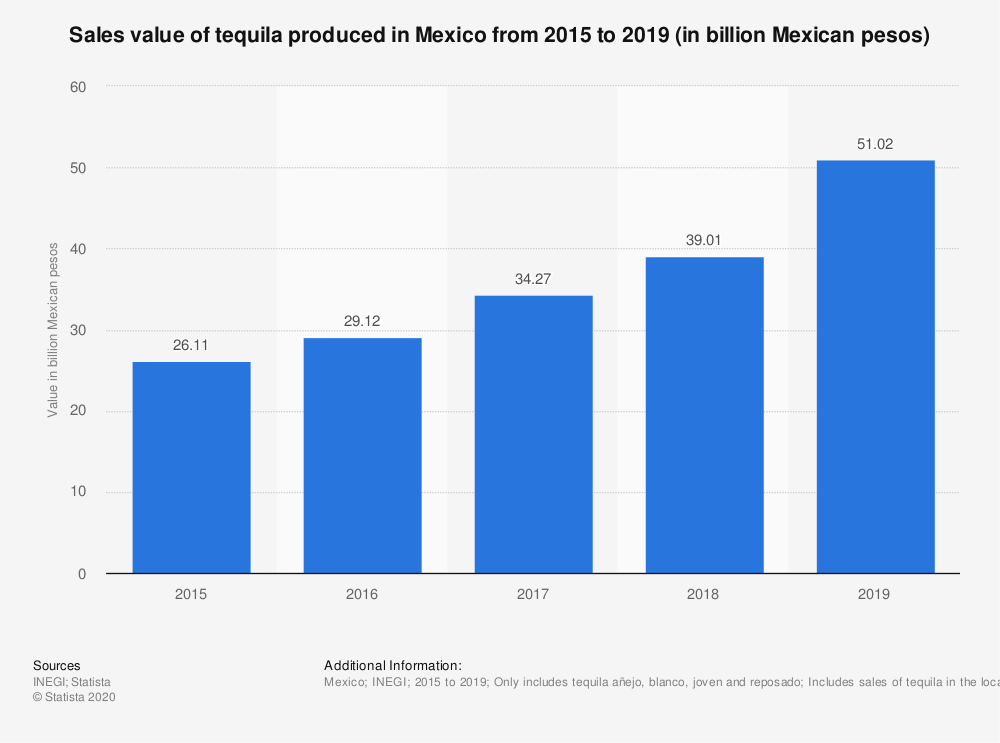 Sales value of tequila produced in Mexico from 2015 to 2019 (in billion Mexican pesos)
60
50
40
30
20
10
0
Value in billion Mexican pesos
26.11
29.12
34.27
39.01
51.02
2015
2016
2017
2018
2019
Sources
INEGI; Statista
© Statista 2020
Additional Information:
Mexico; INEGI; 2015 to 2019; Only includes tequila añejo, blanco, joven and reposado; Includes sales of tequila in the